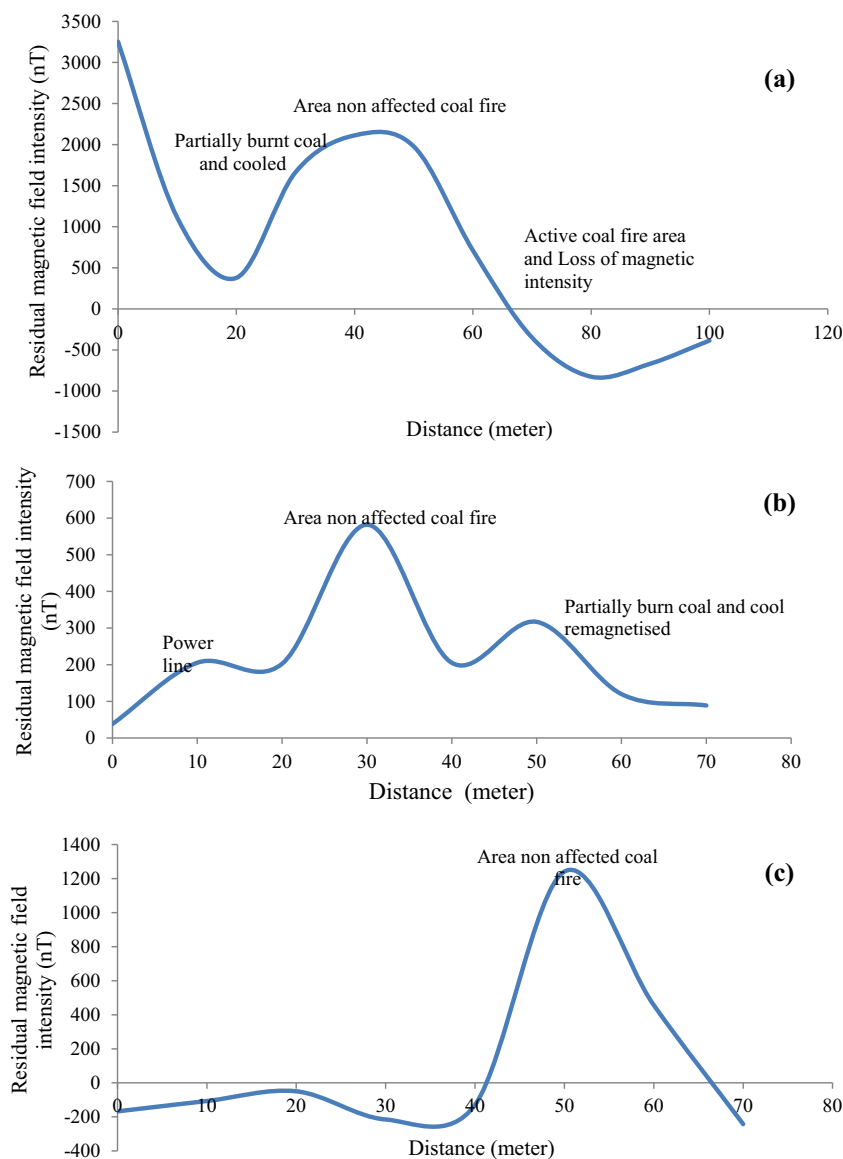 Residual magnetic field intensity (nT)
3500
3000
2500
2000
1500
1000
500
0
-500
-1000
-1500
(a)
Area non affected coal fire
Partially burnt coal
and cooled
Active coal fire area
and Loss of magnetic
intensity
0 20 40 60 80 100 120
Distance (meter)
Residual magnetic field intensity
(nT)
700
600
500
400
300
200
100
0
(b)
Area non affected coal fire
Partially burn coal and cool
remagnetised
Power
line
0 10 20 30 40 50 60 70 80
Distance (meter)
Residual magnetic field
intensity (nT)
1400
1200
1000
800
600
400
200
0
-200
-400
Area non affected coal
fire
(c)
0 10 20 30 40 50 60 70 80
Distance (meter)